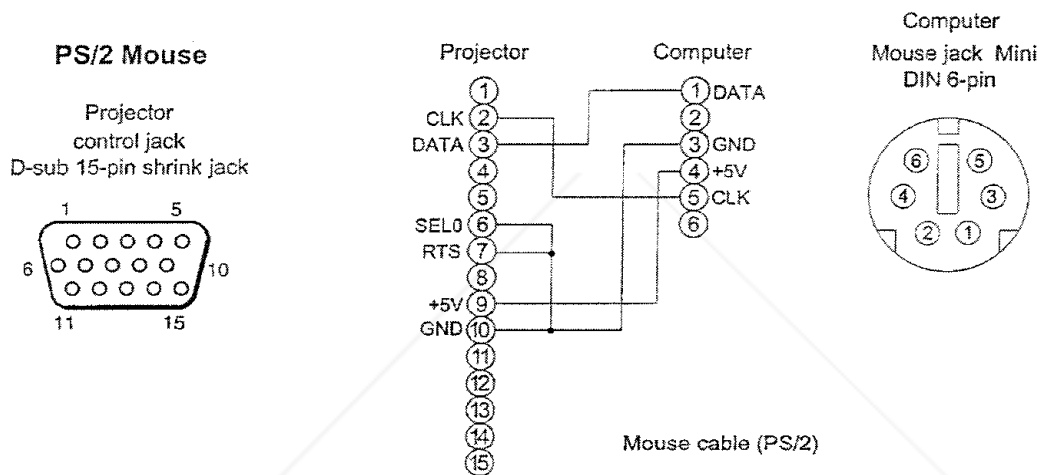 PS/2 Mouse
Projector
control jack
D-sub 15-pin shrink jack
1 5
6 10
11 15
Projector
1
CLK 2
DATA 3
4
5
SEL0 6
RTS 7
8
+5V 9
GND 10
11
12
13
14
15
Computer
1 DATA
2
3 GND
4 +5V
5 CLK
6
Mouse cable (PS/2)
Computer
Mouse jack Mini
DIN 6-pin
6 5
4 3
2 1